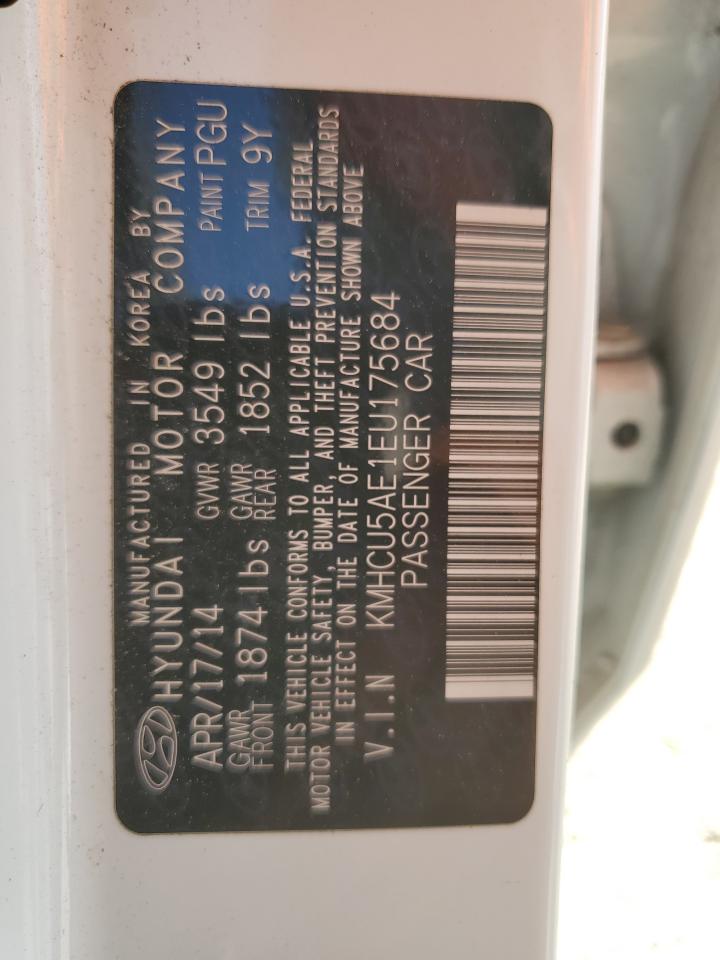 MANUFACTURED IN KOREA BY
HYUNDAI MOTOR COMPANY
APR/17/14 GVWR 3549 lbs PAINT PGU
GAWR FRONT 1874 lbs GAWR REAR 1852 lbs TRIM 9Y
THIS VEHICLE CONFORMS TO ALL APPLICABLE U.S.A. FEDERAL
MOTOR VEHICLE SAFETY, BUMPER, AND THEFT PREVENTION STANDARDS
IN EFFECT ON THE DATE OF MANUFACTURE SHOWN ABOVE
V.I.N KMHCU5AE1EU175684
PASSENGER CAR